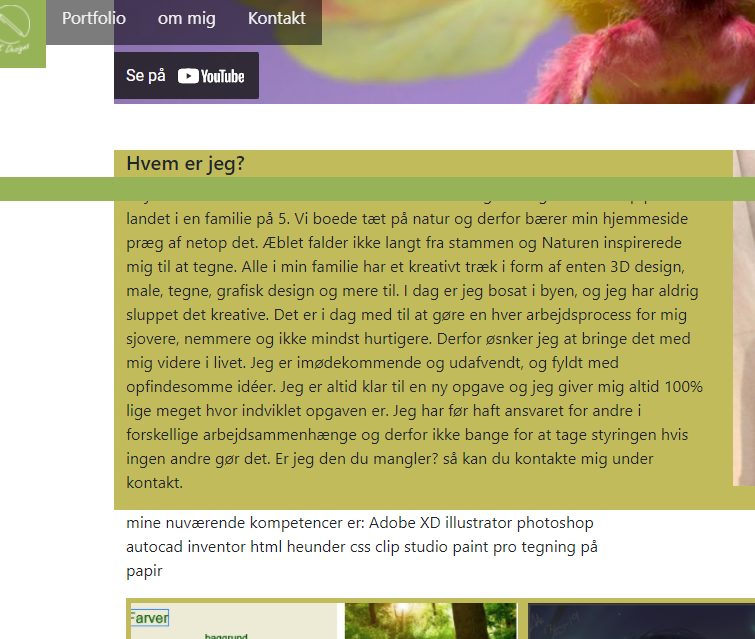 Portfolio om mig Kontakt
Se på YouTube
Hvem er jeg?
landet i en familie på 5. Vi boede tæt på natur og derfor bærer min hjemmeside
præg af netop det. Æblet falder ikke langt fra stammen og Naturen inspirerede
mig til at tegne. Alle i min familie har et kreativt træk i form af enten 3D design,
male, tegne, grafisk design og mere til. I dag er jeg bosat i byen, og jeg har aldrig
sluppet det kreative. Det er i dag med til at gøre en hver arbejdsprocess for mig
sjovere, nemmere og ikke mindst hurtigere. Derfor øsnker jeg at bringe det med
mig videre i livet. Jeg er imødekommende og udafvendt, og fyldt med
opfindesomme idéer. Jeg er altid klar til en ny opgave og jeg giver mig altid 100%
lige meget hvor indviklet opgaven er. Jeg har før haft ansvaret for andre i
forskellige arbejdsammenhænge og derfor ikke bange for at tage styringen hvis
ingen andre gør det. Er jeg den du mangler? så kan du kontakte mig under
kontakt.
mine nuværende kompetencer er: Adobe XD illustrator photoshop
autocad inventor html heunder css clip studio paint pro tegning på
papir
Farver
baggrund